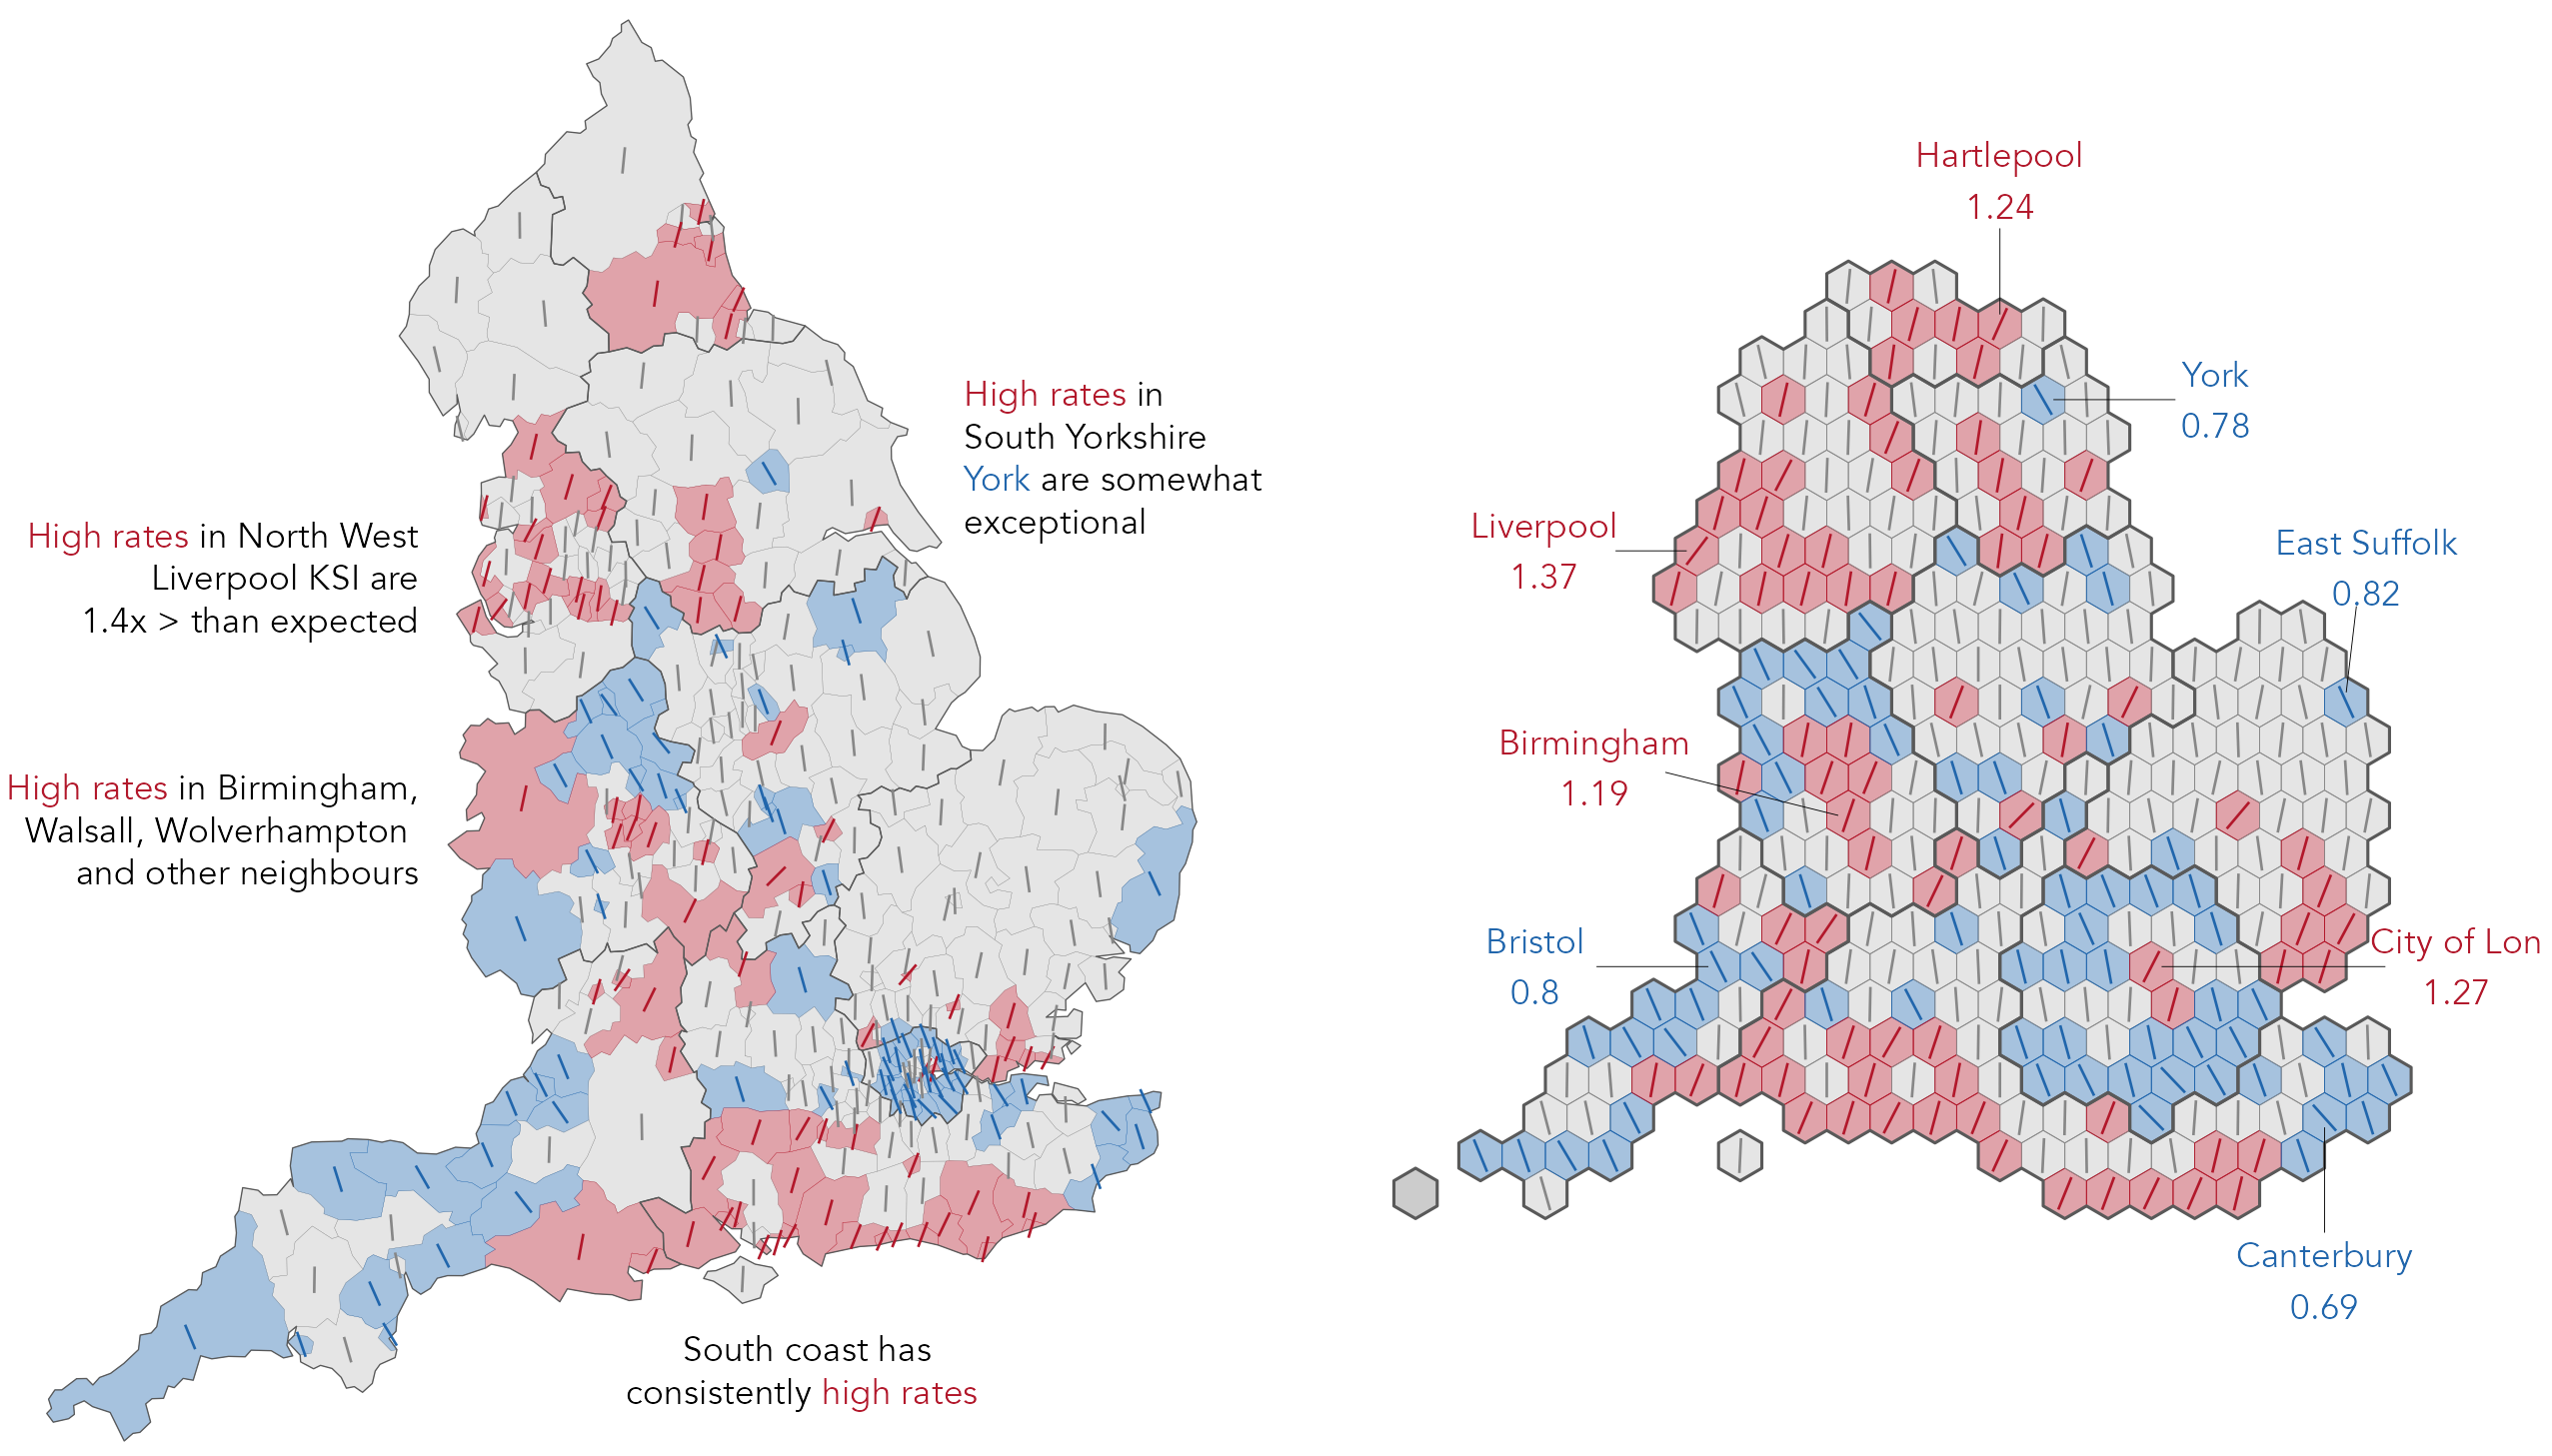 High rates in
South Yorkshire
York are somewhat
exceptional
High rates in North West
Liverpool KSI are
1.4x > than expected
High rates in Birmingham,
Walsall, Wolverhampton
and other neighbours
South coast has
consistently high rates
Hartlepool
1.24
York
0.78
Liverpool
1.37
East Suffolk
0.82
Birmingham
1.19
Bristol
0.8
City of Lon
1.27
Canterbury
0.69